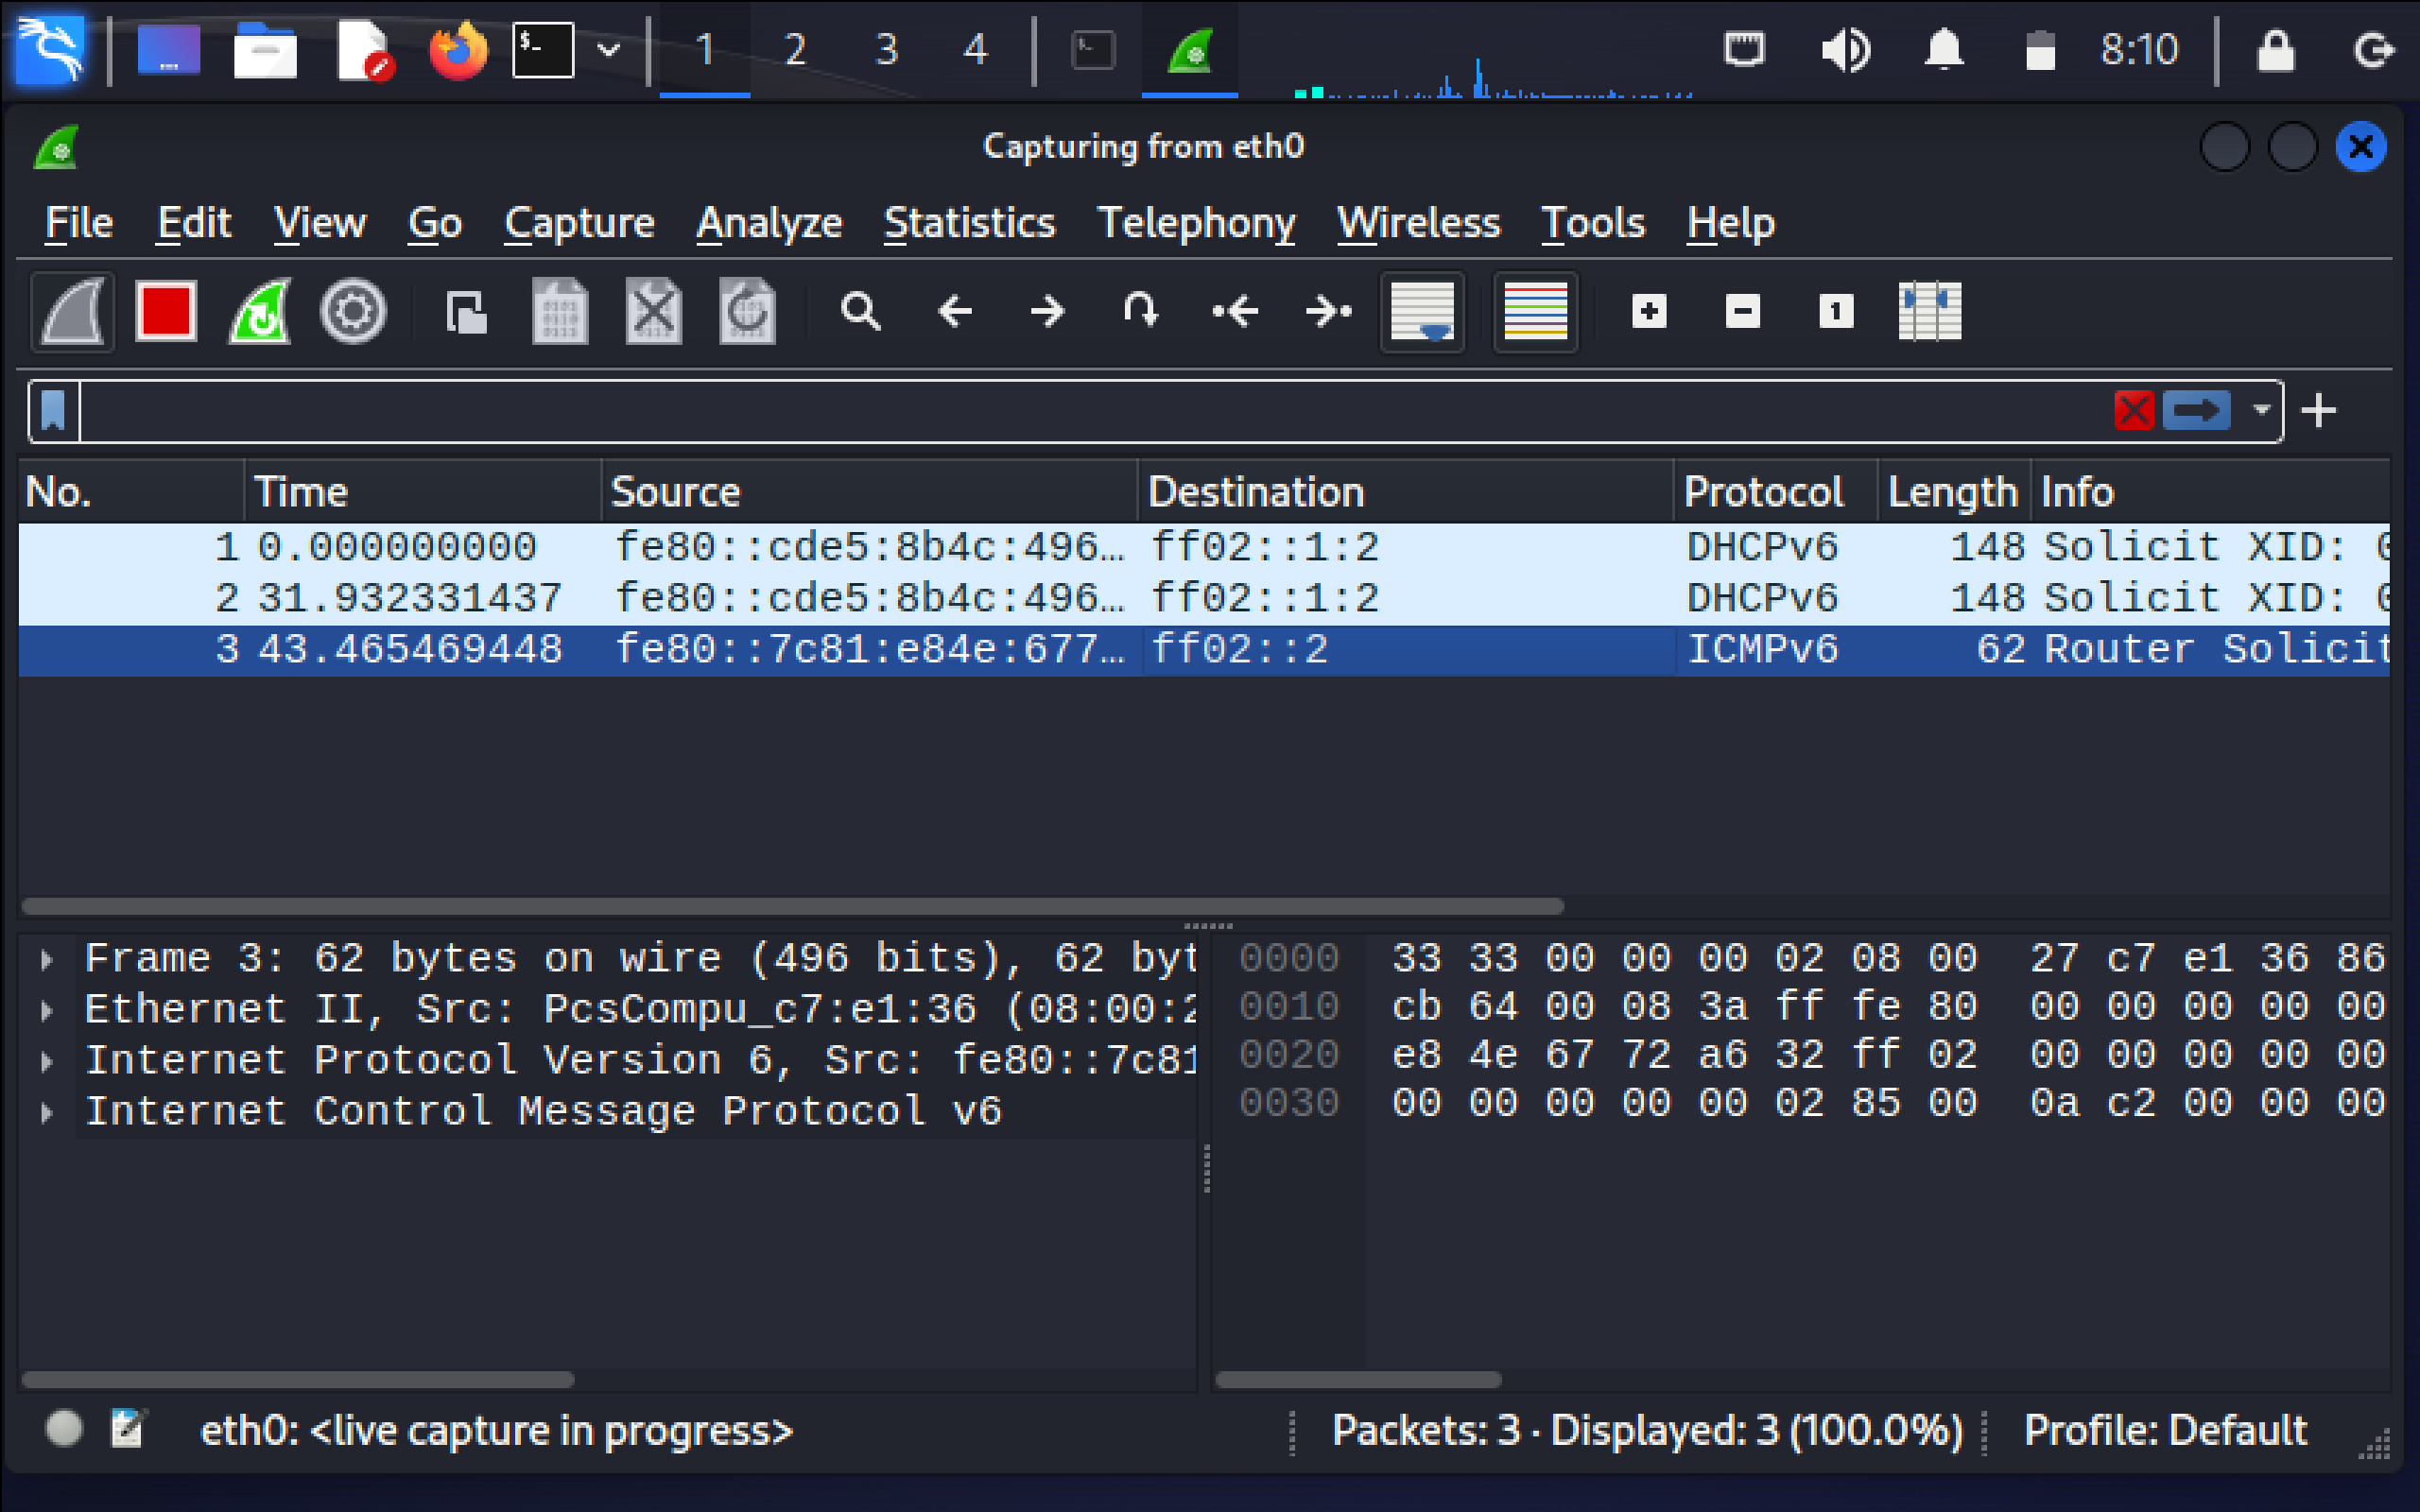 1 2 3 4 8:10
Capturing from eth0
File Edit View Go Capture Analyze Statistics Telephony Wireless Tools Help
No. Time Source Destination Protocol Length Info
1 0.000000000 fe80::cde5:8b4c:496… ff02::1:2 DHCPv6 148 Solicit XID: 0
2 31.932331437 fe80::cde5:8b4c:496… ff02::1:2 DHCPv6 148 Solicit XID: 0
3 43.465469448 fe80::7c81:e84e:677… ff02::2 ICMPv6 62 Router Solicit
Frame 3: 62 bytes on wire (496 bits), 62 byt
Ethernet II, Src: PcsCompu_c7:e1:36 (08:00:2
Internet Protocol Version 6, Src: fe80::7c81
Internet Control Message Protocol v6
0000 33 33 00 00 00 02 08 00 27 c7 e1 36 86
0010 cb 64 00 08 3a ff fe 80 00 00 00 00 00
0020 e8 4e 67 72 a6 32 ff 02 00 00 00 00 00
0030 00 00 00 00 00 02 85 00 0a c2 00 00 00
eth0: <live capture in progress> Packets: 3 · Displayed: 3 (100.0%) Profile: Default